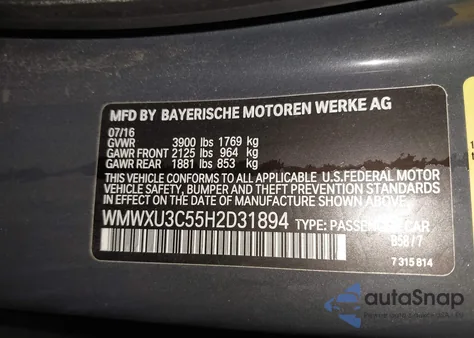 MFD BY BAYERISCHE MOTOREN WERKE AG
07/16
GVWR 3900 lbs 1769 kg
GAWR FRONT 2125 lbs 964 kg
GAWR REAR 1881 lbs 853 kg
THIS VEHICLE CONFORMS TO ALL APPLICABLE U.S.FEDERAL MOTOR
VEHICLE SAFETY, BUMPER AND THEFT PREVENTION STANDARDS
IN EFFECT ON THE DATE OF MANUFACTURE SHOWN ABOVE.
WMWXU3C55H2D31894 TYPE: PASSENGER CAR
B58/7
7 315 814
autoSnap